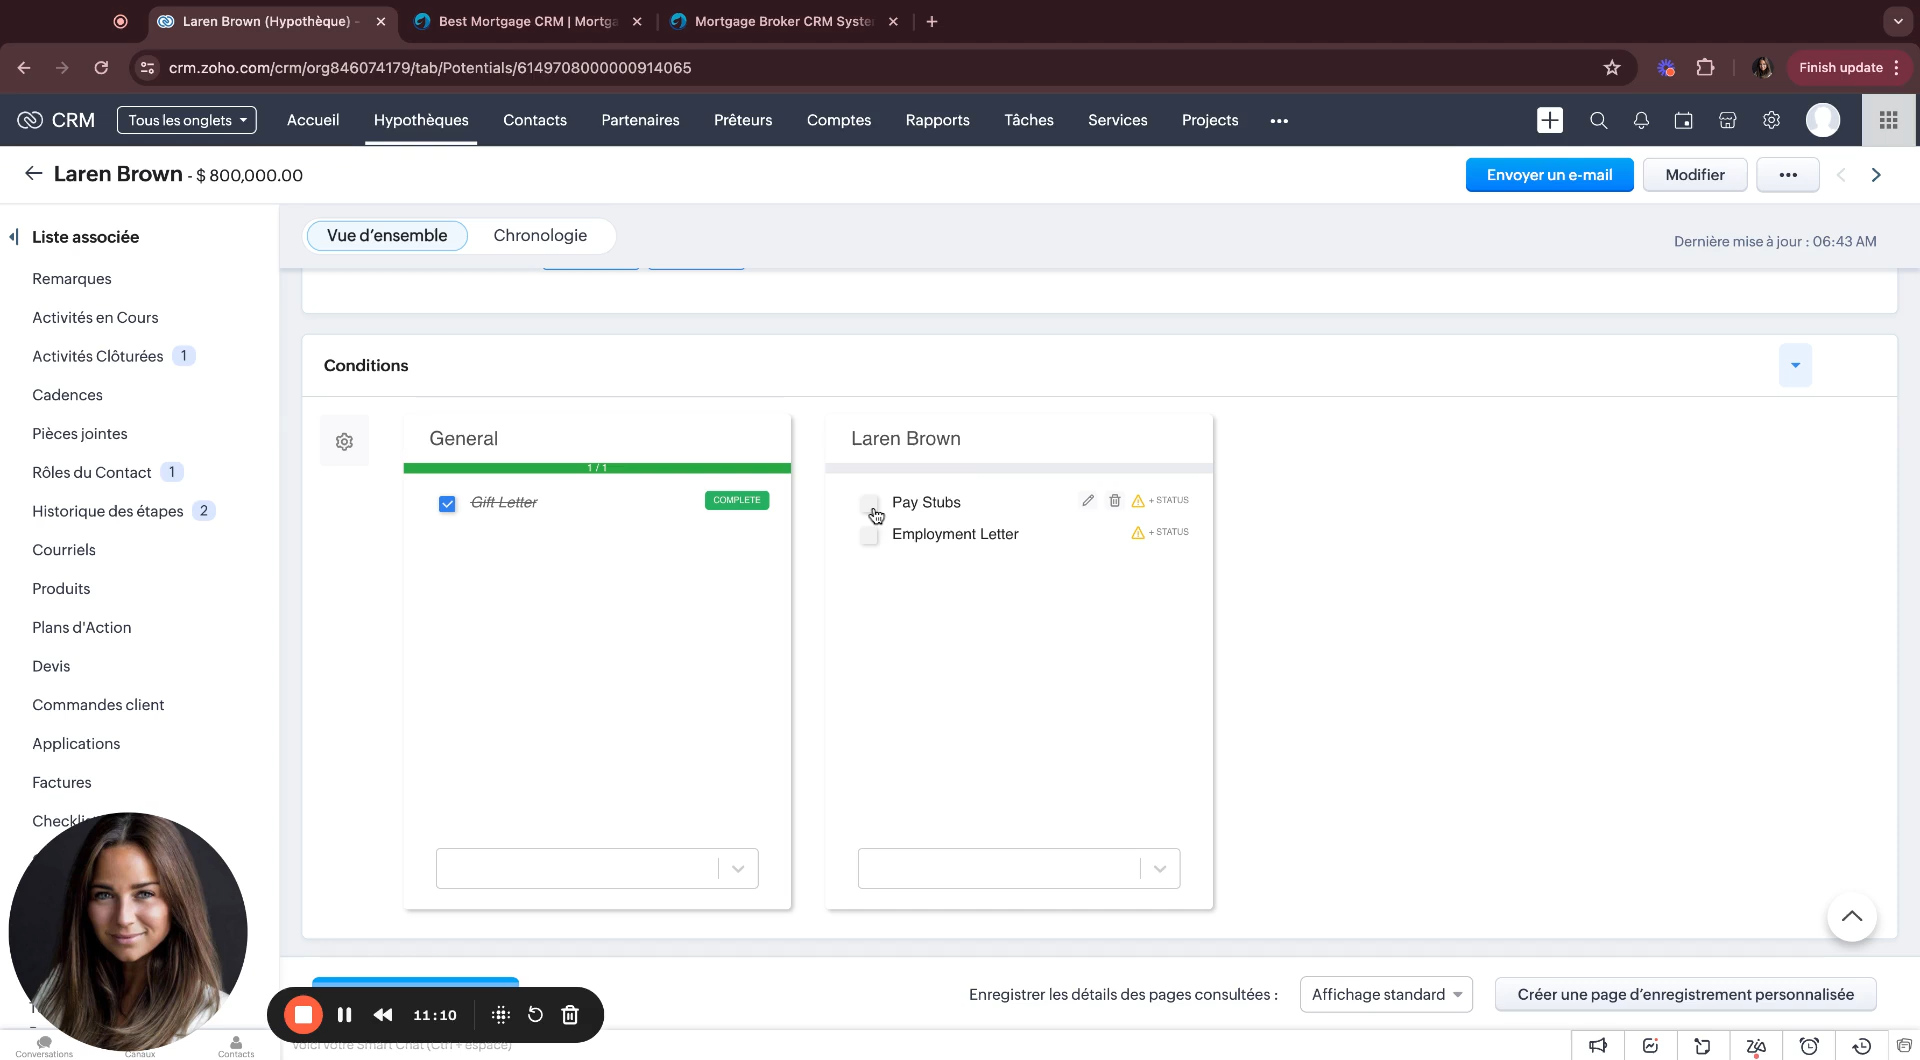 Laren Brown (Hypothèque) -
Best Mortgage CRM | Mortga
Mortgage Broker CRM Syste
crm.zoho.com/crm/org846074179/tab/Potentials/6149708000000914065
Finish update
CRM
Tous les onglets
Accueil
Hypothèques
Contacts
Partenaires
Prêteurs
Comptes
Rapports
Tâches
Services
Projects
Laren Brown - $ 800,000.00
Envoyer un e-mail
Modifier
Liste associée
Vue d'ensemble
Chronologie
Dernière mise à jour : 06:43 AM
Remarques
Activités en Cours
Activités Clôturées 1
Cadences
Pièces jointes
Rôles du Contact 1
Historique des étapes 2
Courriels
Produits
Plans d'Action
Devis
Commandes client
Applications
Factures
Conditions
General
1 / 1
Gift Letter
COMPLETE
Laren Brown
Pay Stubs
+ STATUS
Employment Letter
+ STATUS
11:10
Enregistrer les détails des pages consultées :
Affichage standard
Créer une page d'enregistrement personnalisée
Conversations
Canaux
Contacts